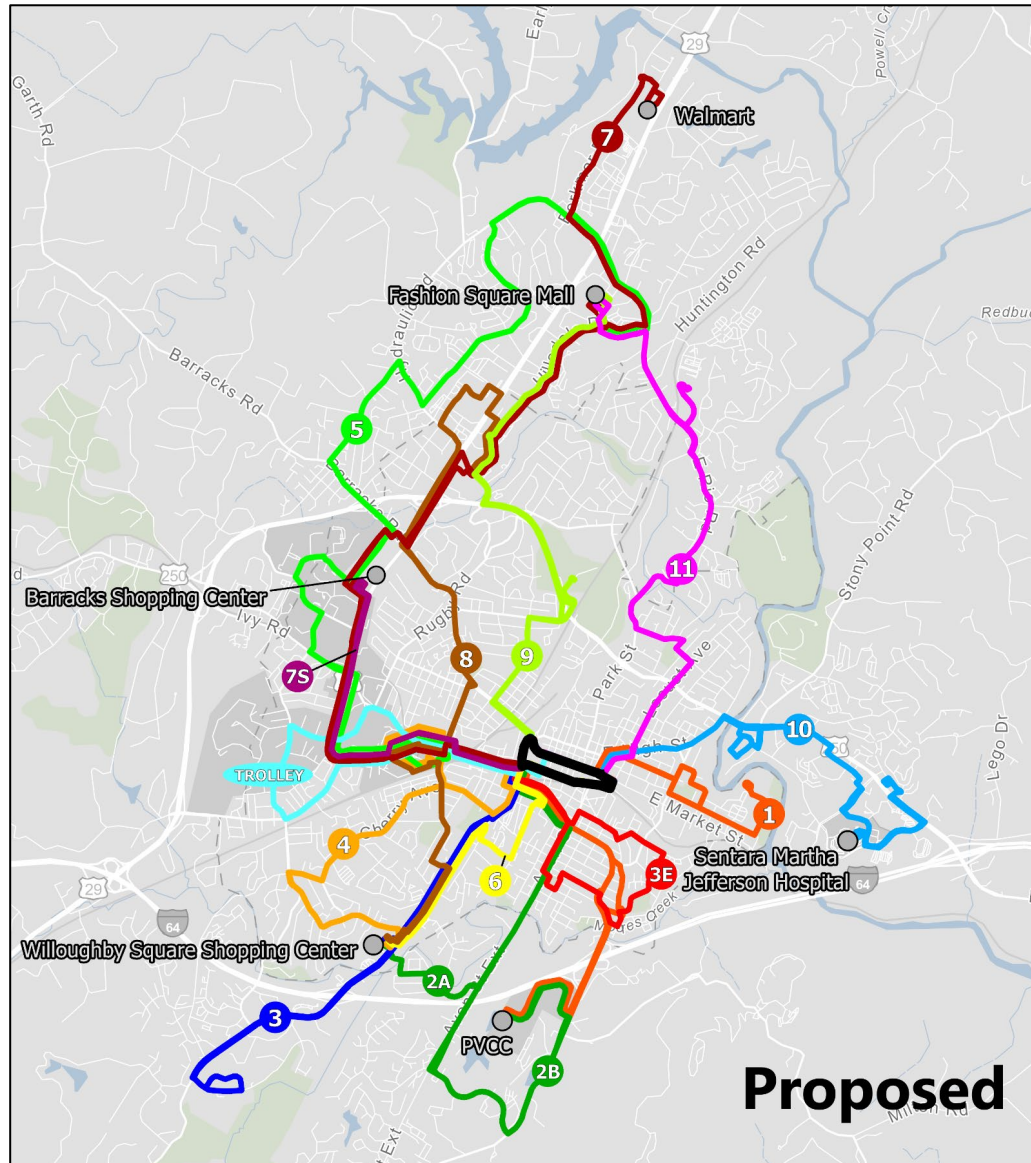 29
Garth Rd
Walmart
7
Fashion Square Mall
Huntington Rd
Barracks Rd
5
Stony Point Rd
11
250
Barracks Shopping Center
Ivy Rd
Rugby Rd
Park St
7S
8
9
10
Lego Dr
TROLLEY
E Market St
1
4
Sentara Martha
Jefferson Hospital
3E
6
64
29
64
Moores Creek
Willoughby Square Shopping Center
2A
3
PVCC
2B
Proposed